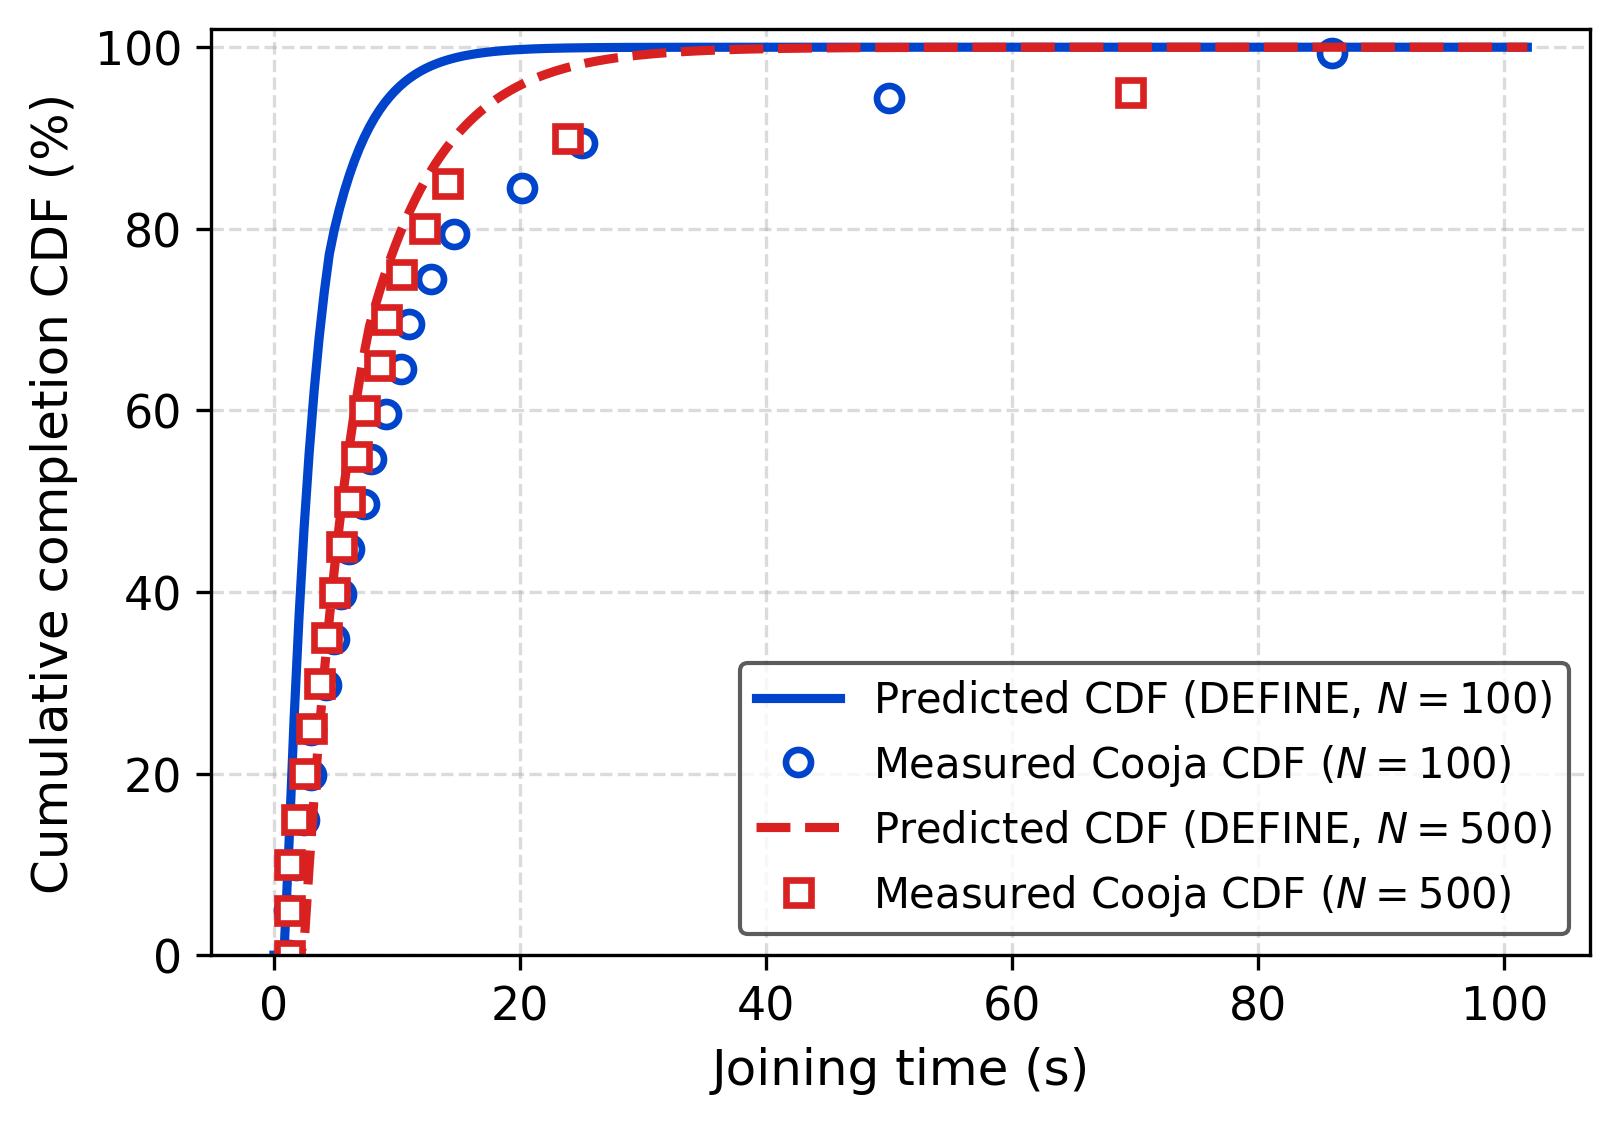 Cumulative completion CDF (%)
100
80
60
40
20
0
Predicted CDF (DEFINE, N = 100)
Measured Cooja CDF (N = 100)
Predicted CDF (DEFINE, N = 500)
Measured Cooja CDF (N = 500)
0 20 40 60 80 100
Joining time (s)